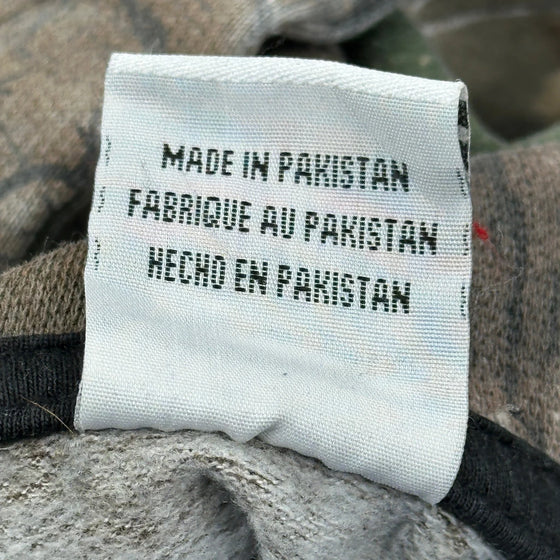 MADE IN PAKISTAN
FABRIQUE AU PAKISTAN
HECHO EN PAKISTAN